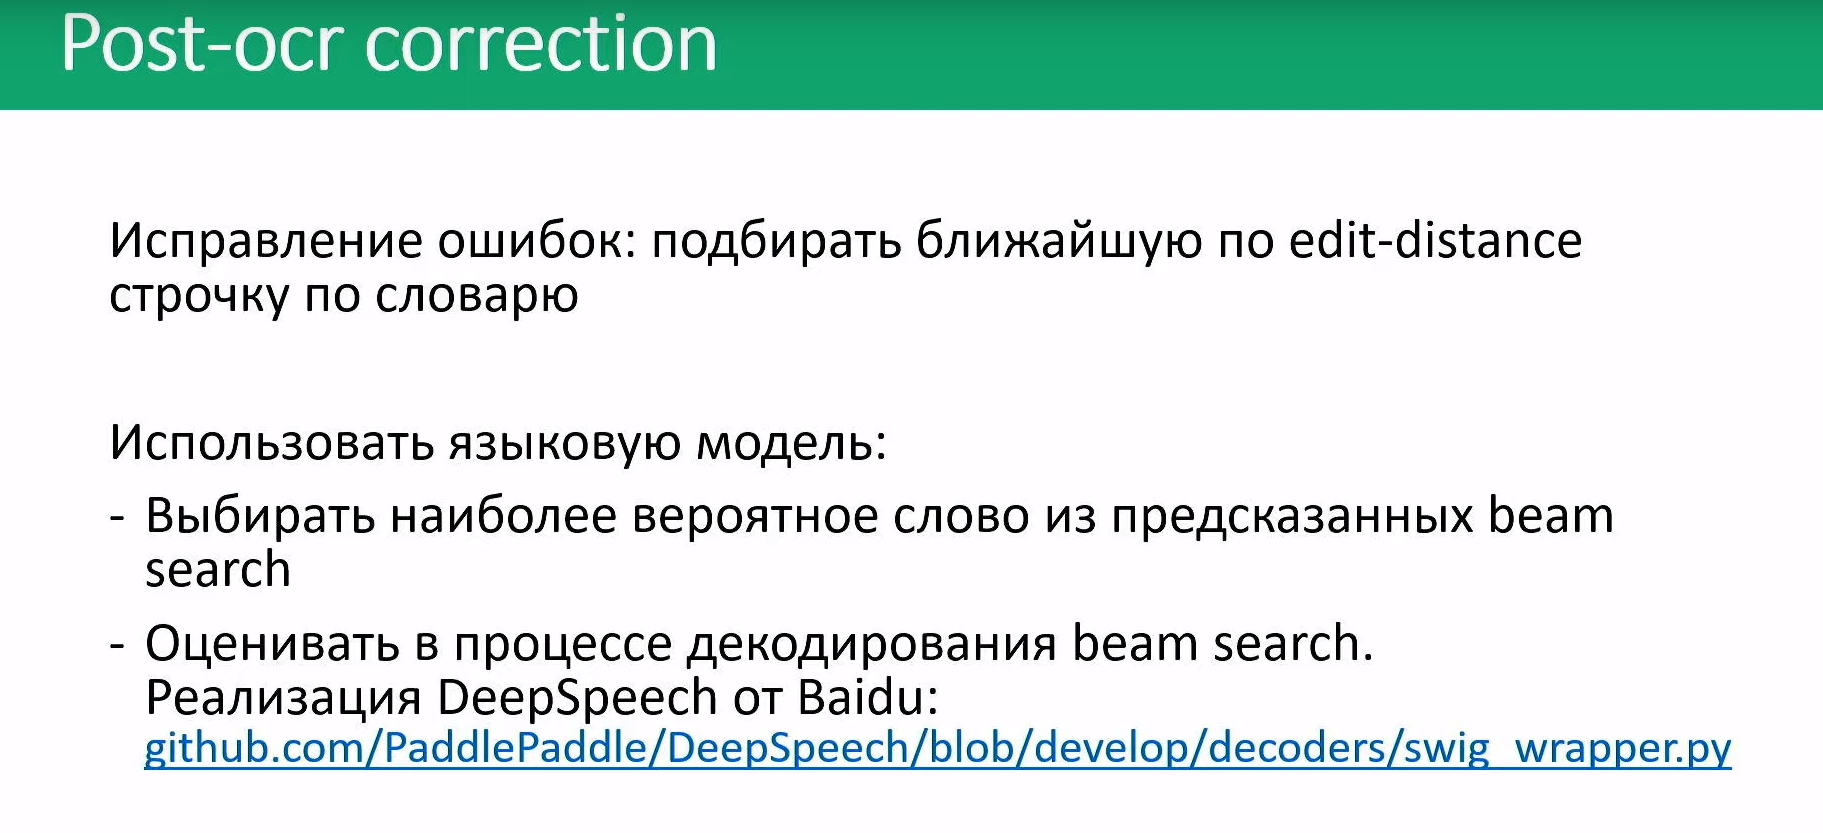 Post-ocr correction
Исправление ошибок: подбирать ближайшую по edit-distance
строчку по словарю
Использовать языковую модель:
- Выбирать наиболее вероятное слово из предсказанных beam
search
- Оценивать в процессе декодирования beam search.
Реализация DeepSpeech от Baidu:
github.com/PaddlePaddle/DeepSpeech/blob/develop/decoders/swig_wrapper.py